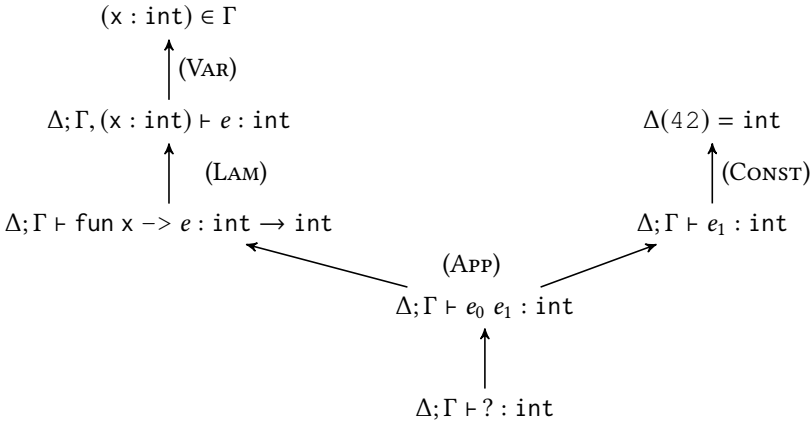 (x : int) ∈ Γ
(VAR)
Δ; Γ, (x : int) ⊢ e : int
Δ(42) = int
(LAM)
(CONST)
Δ; Γ ⊢ fun x −> e : int → int
Δ; Γ ⊢ e₁ : int
(APP)
Δ; Γ ⊢ e₀ e₁ : int
Δ; Γ ⊢ ? : int